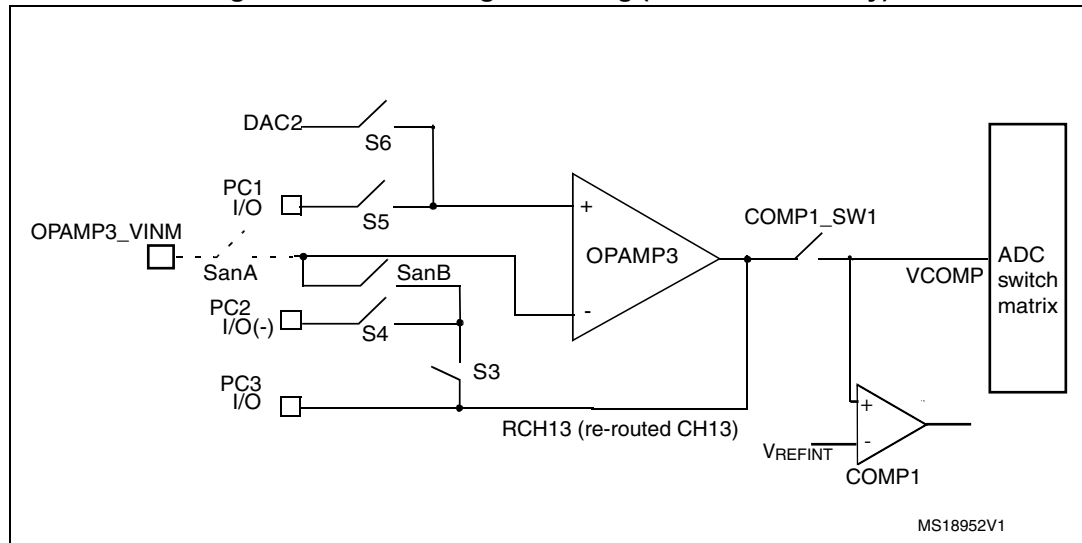 DAC2
S6
PC1
I/O
S5
OPAMP3_VINM
SanA
SanB
PC2
I/O(-)
S4
S3
PC3
I/O
RCH13 (re-routed CH13)
+
-
OPAMP3
COMP1_SW1
VCOMP
ADC
switch
matrix
+
-
VREFINT
COMP1
MS18952V1